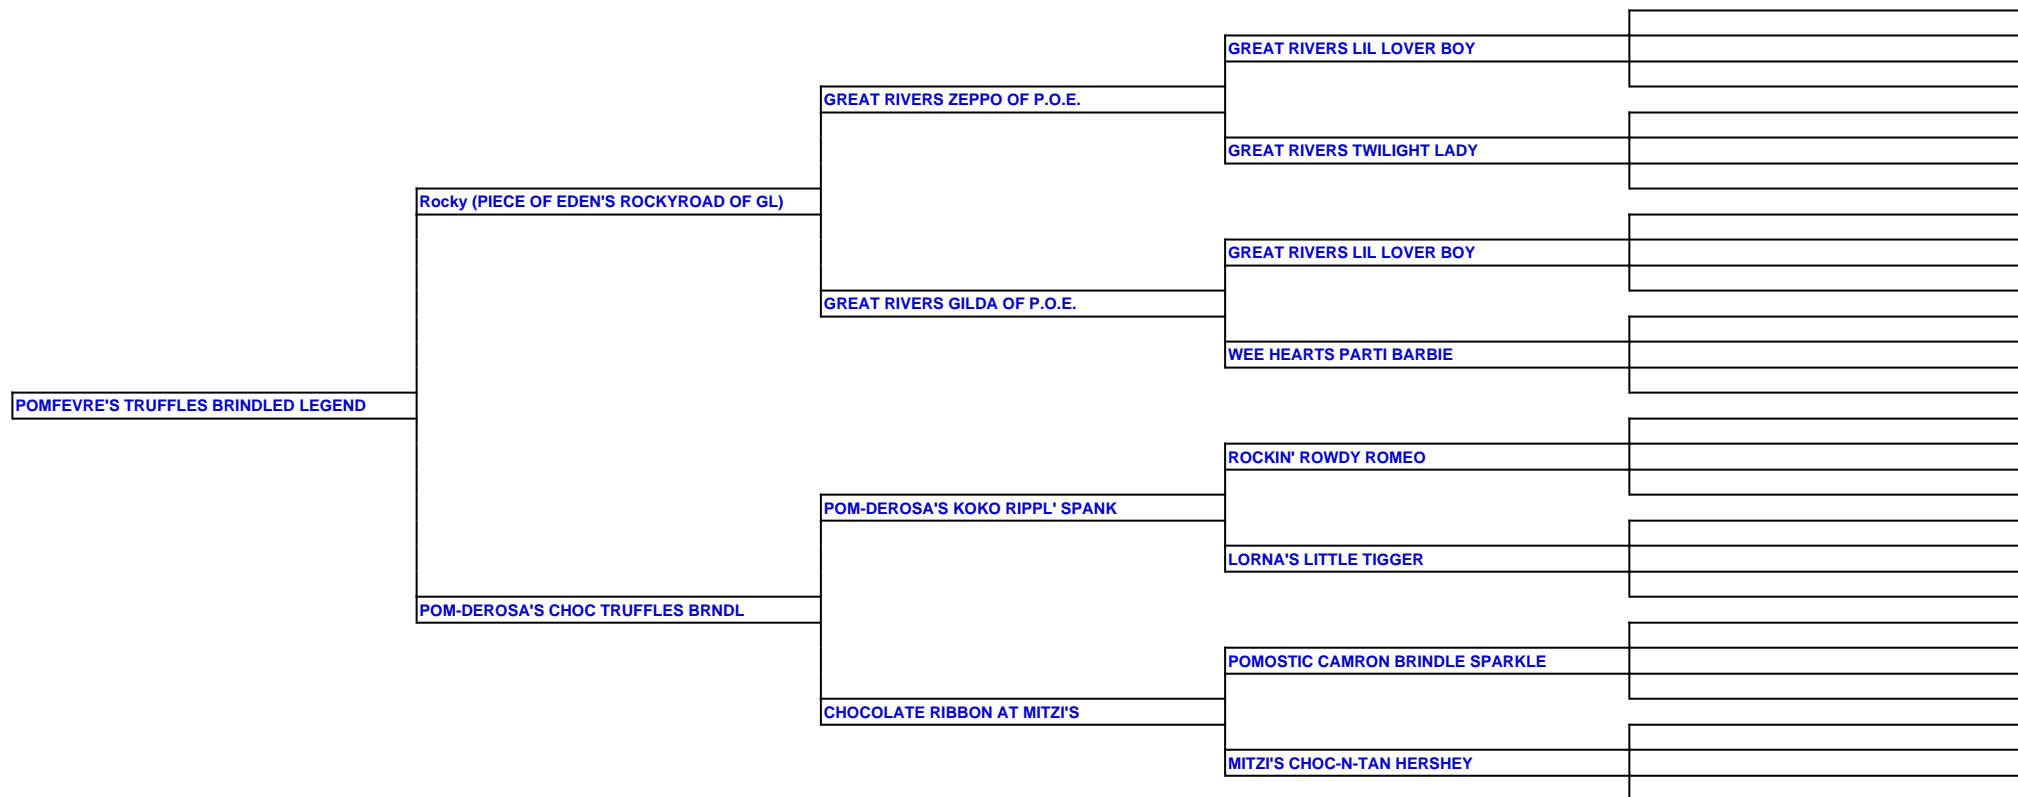 GREAT RIVERS LIL LOVER BOY
GREAT RIVERS ZEPPO OF P.O.E.
GREAT RIVERS TWILIGHT LADY
Rocky (PIECE OF EDEN'S ROCKYROAD OF GL)
GREAT RIVERS LIL LOVER BOY
GREAT RIVERS GILDA OF P.O.E.
WEE HEARTS PARTI BARBIE
POMFEVRE'S TRUFFLES BRINDLED LEGEND
ROCKIN' ROWDY ROMEO
POM-DEROSA'S KOKO RIPPL' SPANK
LORNA'S LITTLE TIGGER
POM-DEROSA'S CHOC TRUFFLES BRNDL
POMOSTIC CAMRON BRINDLE SPARKLE
CHOCOLATE RIBBON AT MITZI'S
MITZI'S CHOC-N-TAN HERSHEY